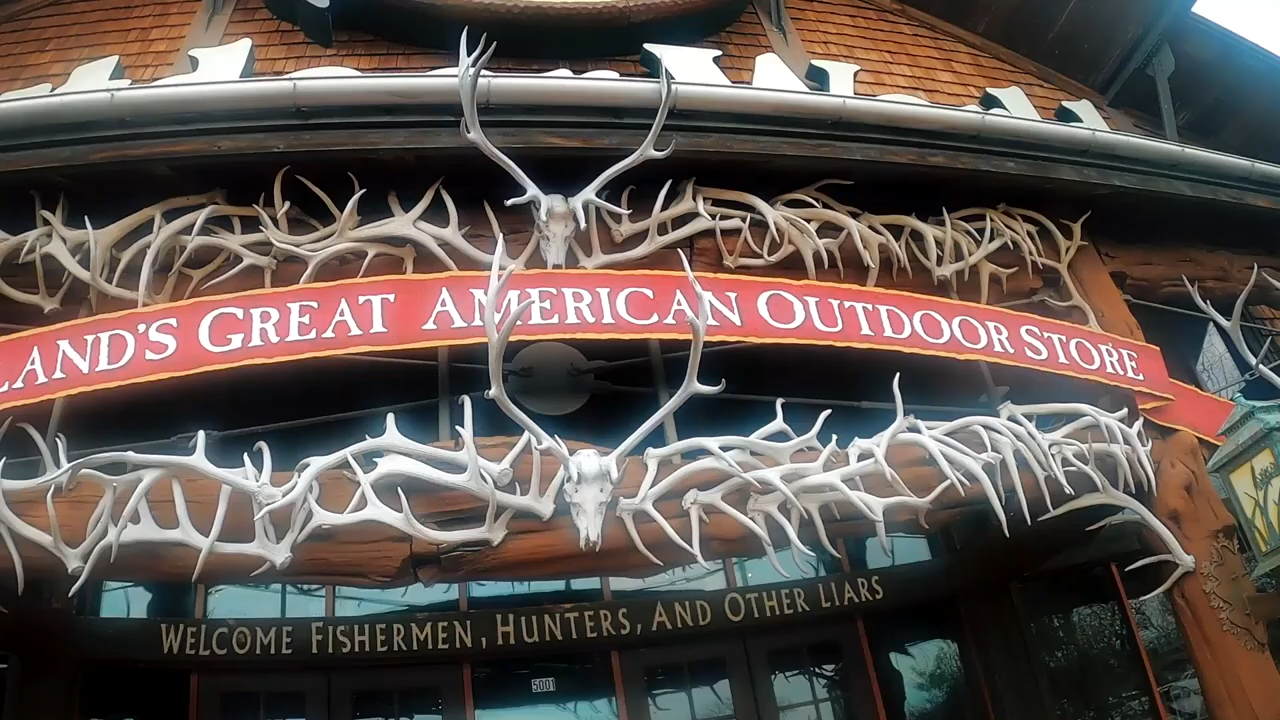 LAND'S GREAT AMERICAN OUTDOOR STORE
WELCOME FISHERMEN, HUNTERS, AND OTHER LIARS
5001